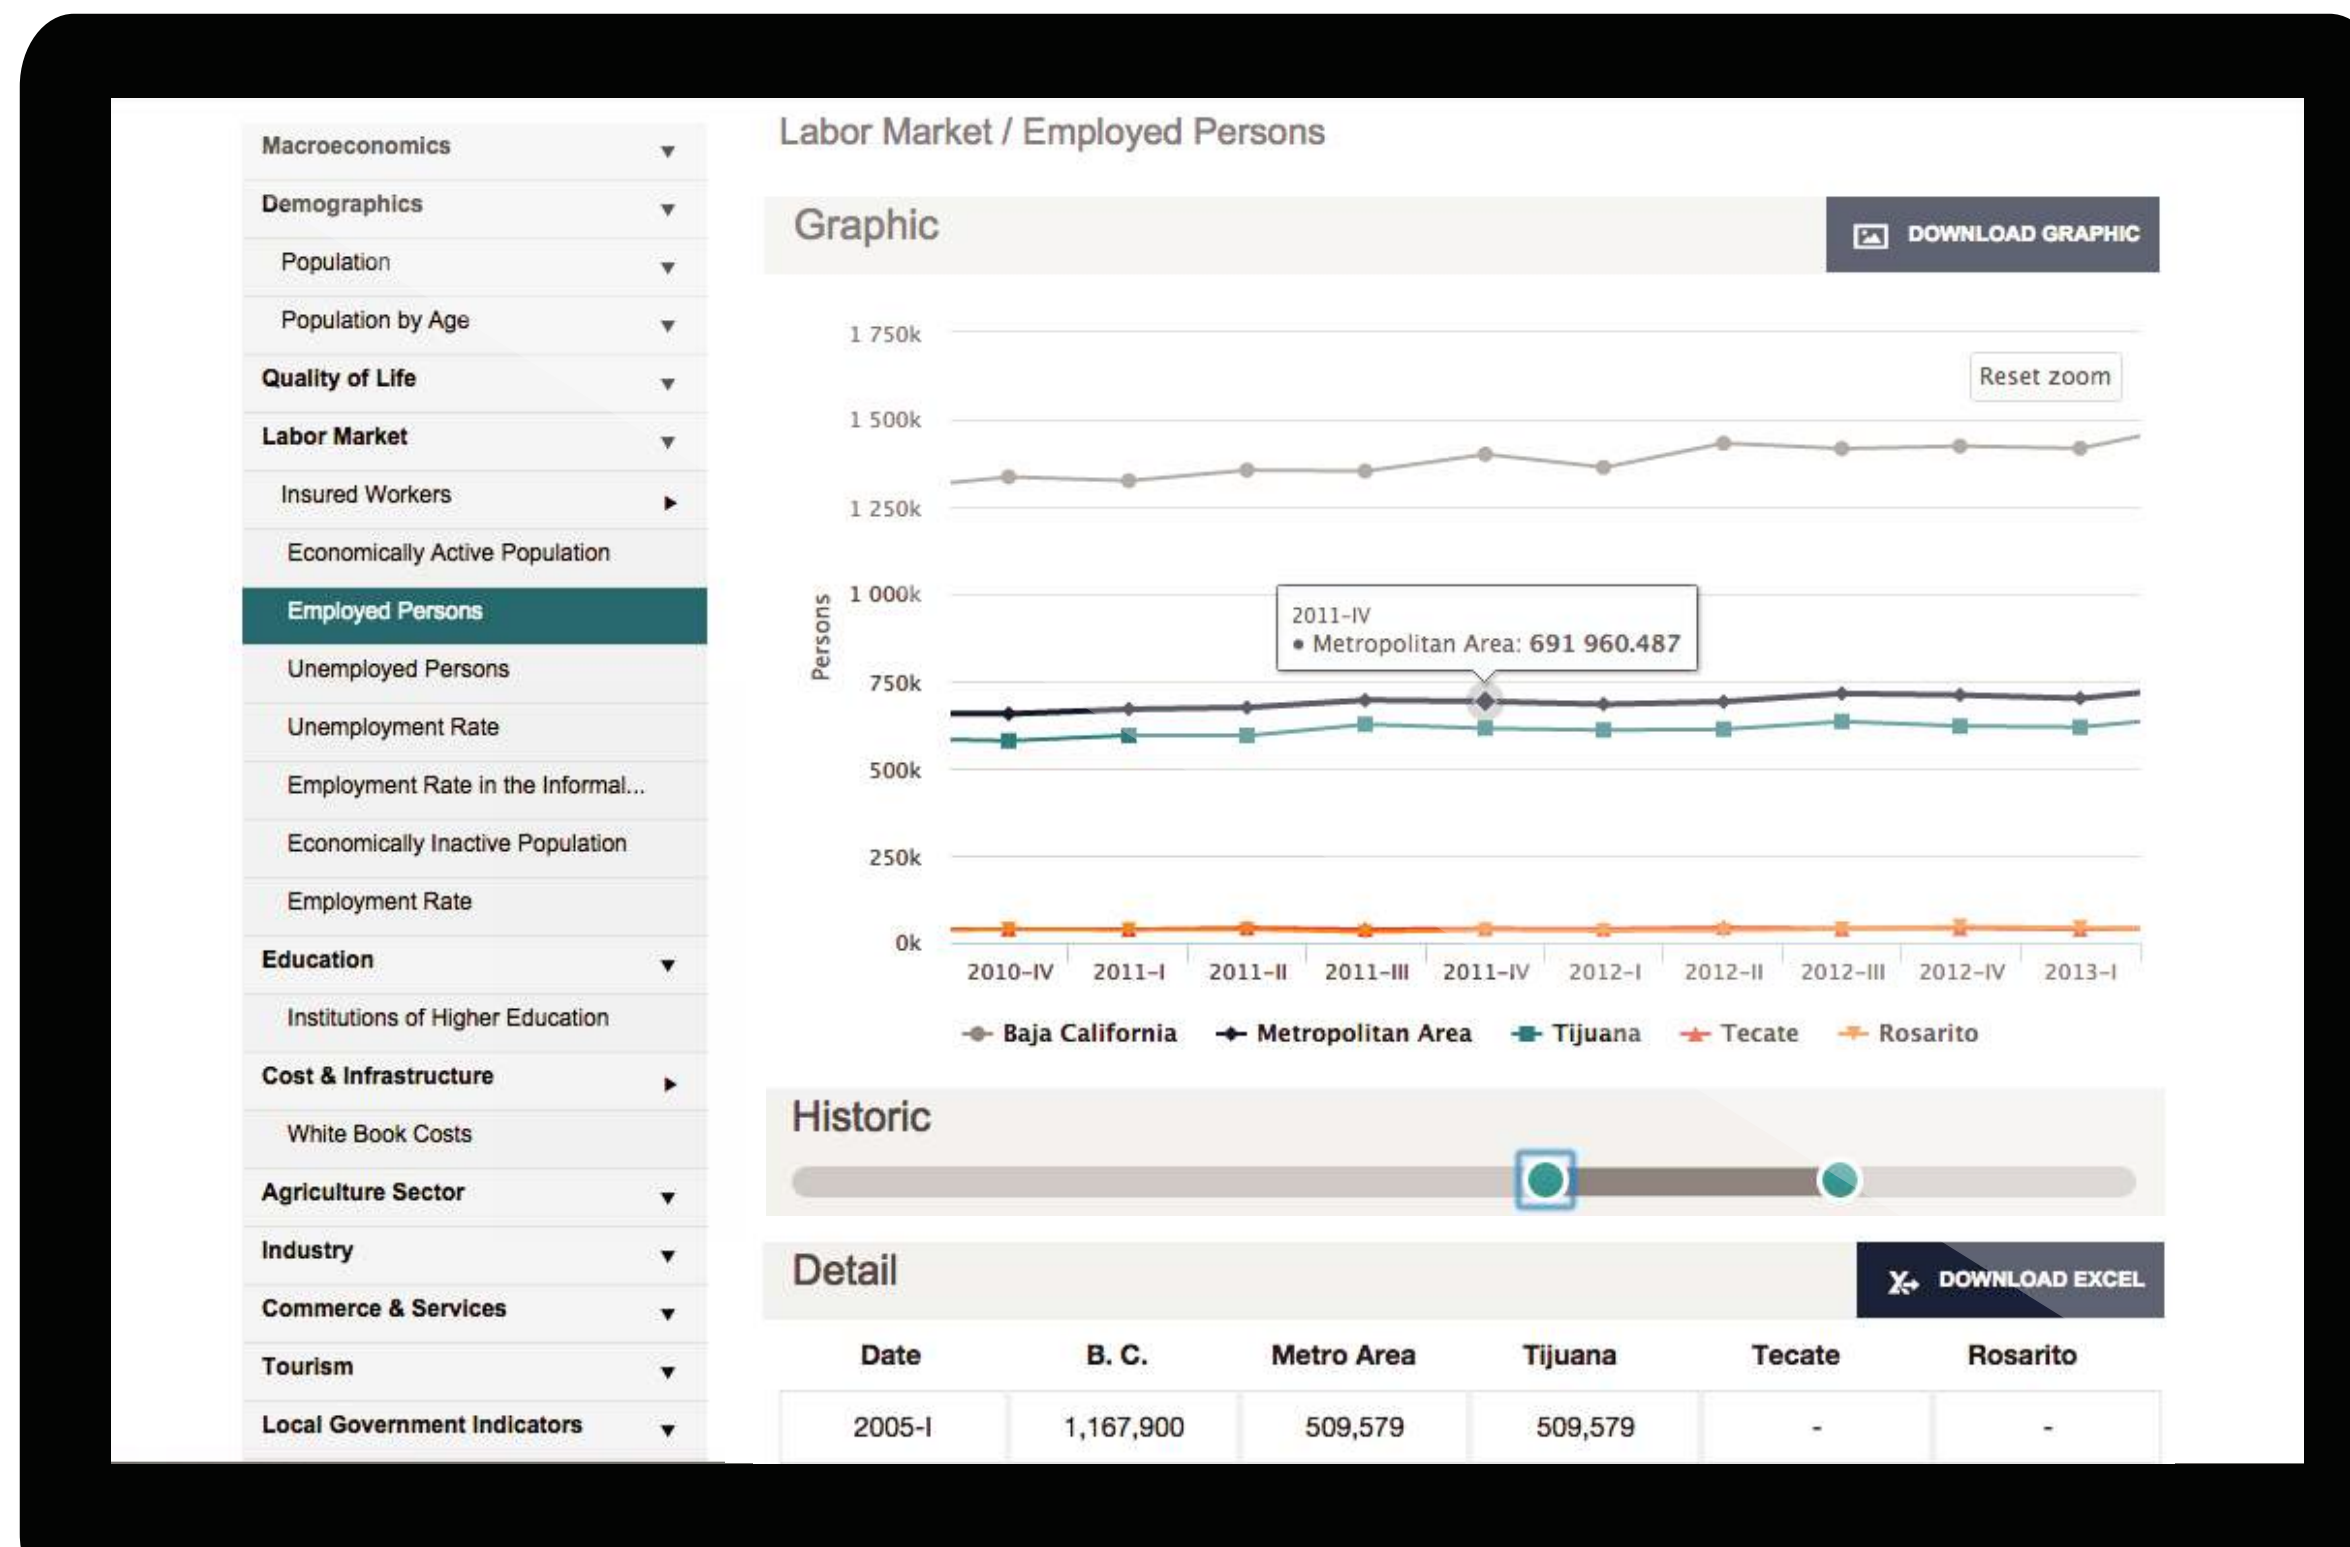 Macroeconomics
Demographics
Population
Population by Age
Quality of Life
Labor Market
Insured Workers
Economically Active Population
Employed Persons
Unemployed Persons
Unemployment Rate
Employment Rate in the Informal...
Economically Inactive Population
Employment Rate
Education
Institutions of Higher Education
Cost & Infrastructure
White Book Costs
Agriculture Sector
Industry
Commerce & Services
Tourism
Local Government Indicators
Labor Market / Employed Persons
Graphic
DOWNLOAD GRAPHIC
1 750k
Reset zoom
1 500k
1 250k
1 000k
Persons
2011-IV
• Metropolitan Area: 691 960.487
750k
500k
250k
0k
2010-IV 2011-I 2011-II 2011-III 2011-IV 2012-I 2012-II 2012-III 2012-IV 2013-I
Baja California Metropolitan Area Tijuana Tecate Rosarito
Historic
Detail
DOWNLOAD EXCEL
Date B. C. Metro Area Tijuana Tecate Rosarito
2005-I 1,167,900 509,579 509,579 - -